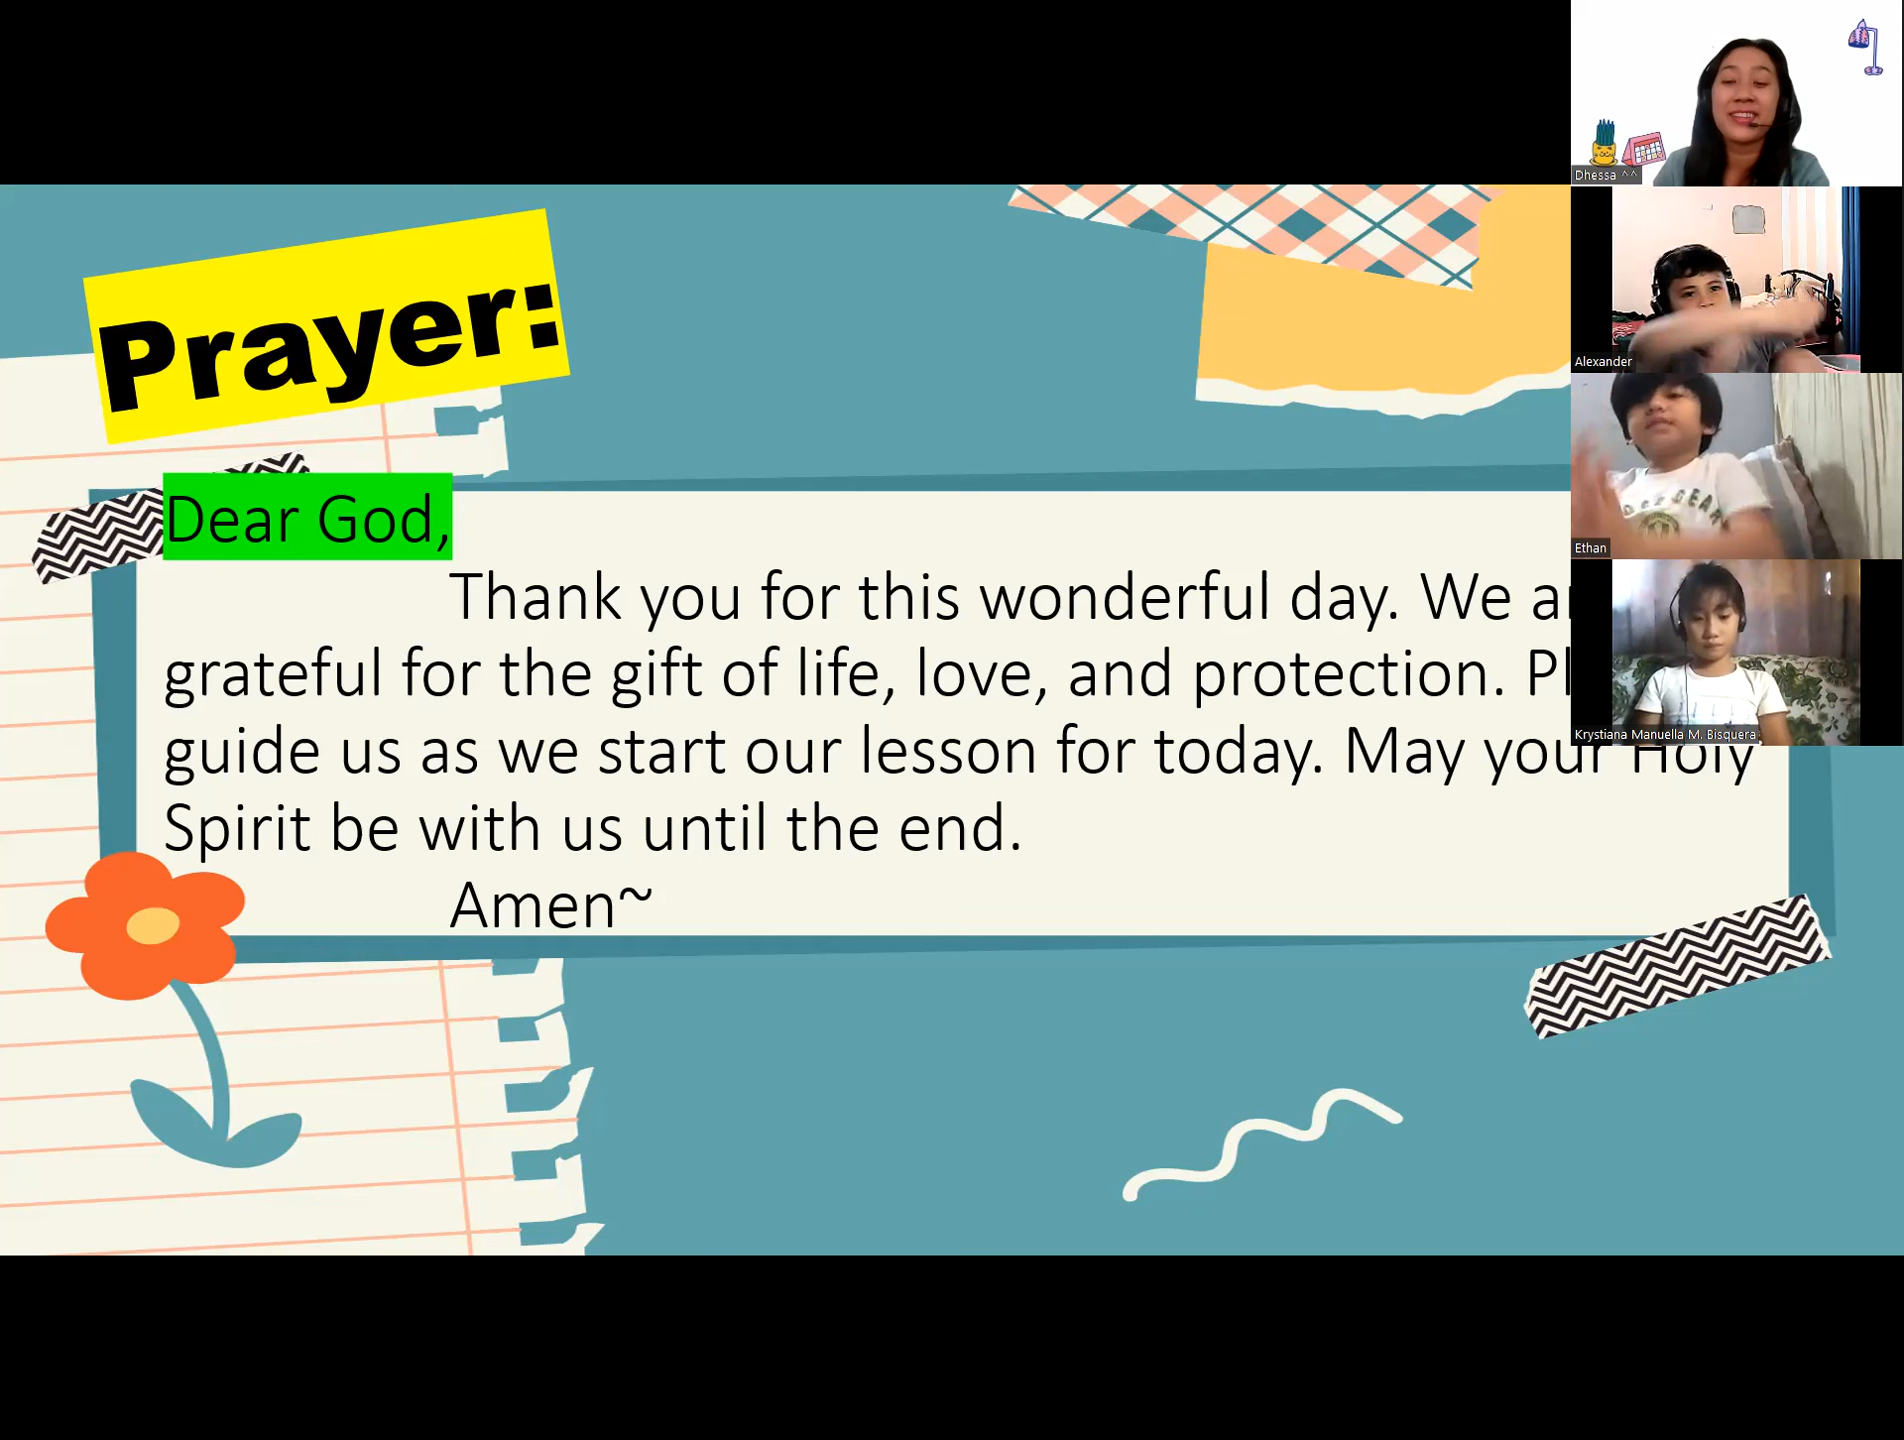 Prayer:
Dear God,
Thank you for this wonderful day. We
grateful for the gift of life, love, and protection.
guide us as we start our lesson for today. May your Holy
Spirit be with us until the end.
Amen~
Dhessa ^^
Alexander
Ethan
Krystiana Manuella M. Bisquera